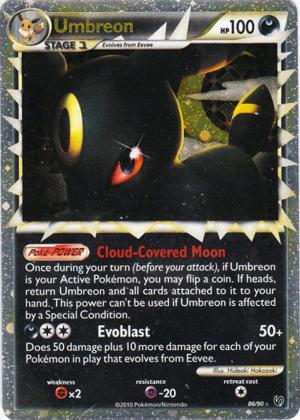 Umbreon HP100
STAGE 1 Evolves from Eevee
Poké-POWER Cloud-Covered Moon
Once during your turn (before your attack), if Umbreon
is your Active Pokémon, you may flip a coin. If heads,
return Umbreon and all cards attached to it to your
hand. This power can't be used if Umbreon is affected
by a Special Condition.
Evoblast 50+
Does 50 damage plus 10 more damage for each of your
Pokémon in play that evolves from Eevee.
Illus. Hideaki Hakozaki
weakness resistance retreat cost
×2 -20
©2010 Pokémon/Nintendo 86/90